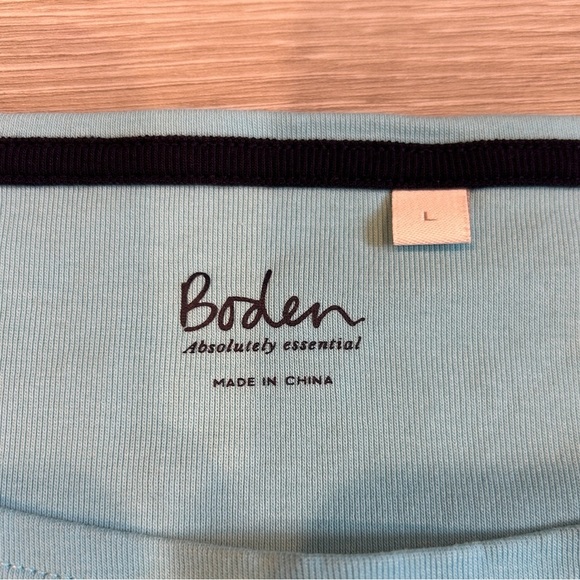 L
Boden
Absolutely essential
MADE IN CHINA